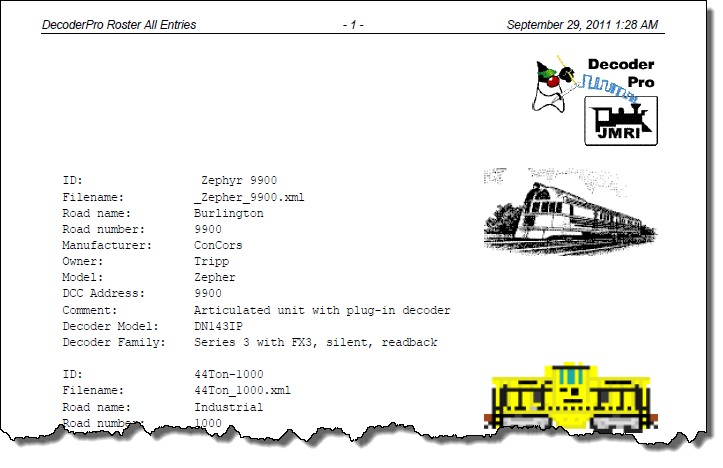 DecoderPro Roster All Entries - 1 - September 29, 2011 1:28 AM
Decoder
Pro
JMRI
ID: Zephyr 9900
Filename: _Zepher_9900.xml
Road name: Burlington
Road number: 9900
Manufacturer: ConCors
Owner: Tripp
Model: Zepher
DCC Address: 9900
Comment: Articulated unit with plug-in decoder
Decoder Model: DN143IP
Decoder Family: Series 3 with FX3, silent, readback
ID: 44Ton-1000
Filename: 44Ton_1000.xml
Road name: Industrial
Road number: 1000